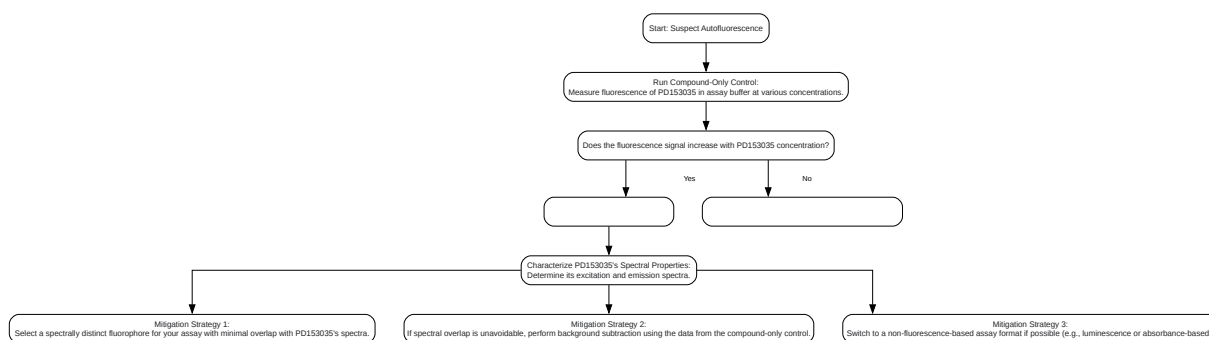 Start: Suspect Autofluorescence
Run Compound-Only Control:
Measure fluorescence of PD153035 in assay buffer at various concentrations.
Does the fluorescence signal increase with PD153035 concentration?
Yes
No
Characterize PD153035's Spectral Properties:
Determine its excitation and emission spectra.
Mitigation Strategy 1:
Select a spectrally distinct fluorophore for your assay with minimal overlap with PD153035's spectra.
Mitigation Strategy 2:
If spectral overlap is unavoidable, perform background subtraction using the data from the compound-only control.
Mitigation Strategy 3:
Switch to a non-fluorescence-based assay format if possible (e.g., luminescence or absorbance-based